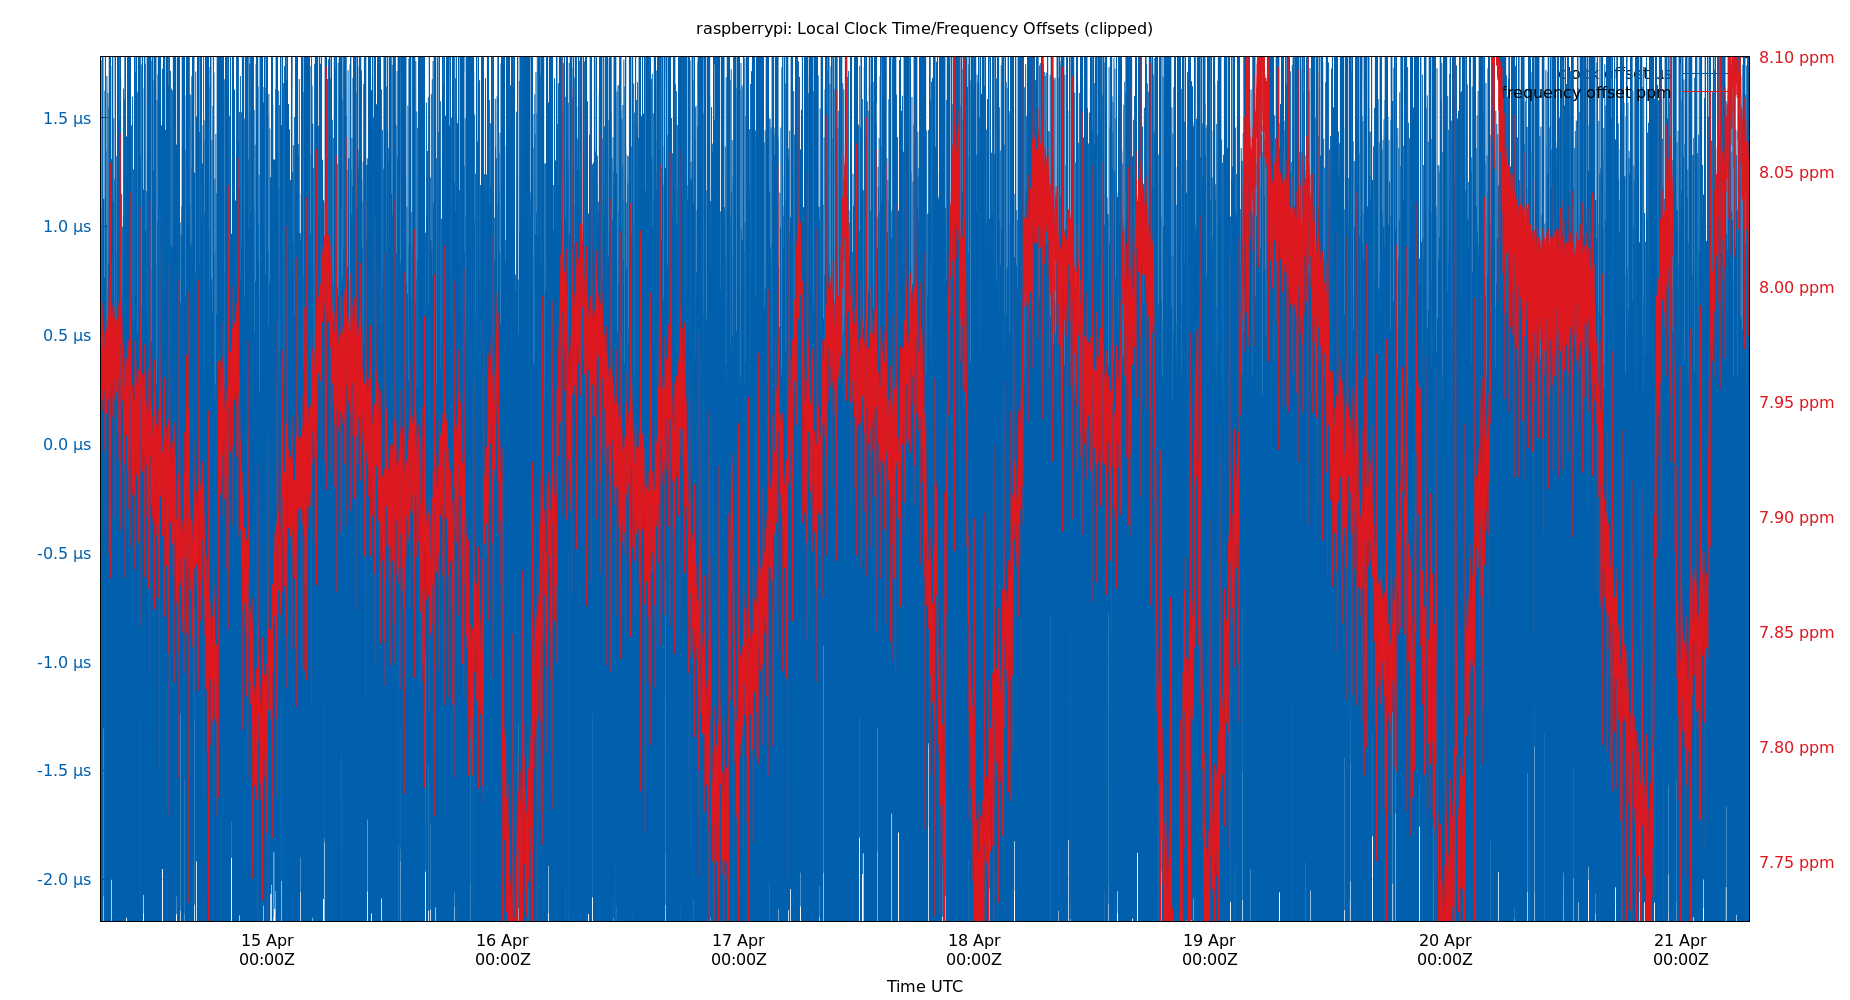 raspberrypi: Local Clock Time/Frequency Offsets (clipped)
8.10 ppm
clock offset µs
frequency offset ppm
1.5 µs
8.05 ppm
1.0 µs
8.00 ppm
0.5 µs
7.95 ppm
0.0 µs
7.90 ppm
-0.5 µs
7.85 ppm
-1.0 µs
7.80 ppm
-1.5 µs
7.75 ppm
-2.0 µs
15 Apr 16 Apr 17 Apr 18 Apr 19 Apr 20 Apr 21 Apr
00:00Z 00:00Z 00:00Z 00:00Z 00:00Z 00:00Z 00:00Z
Time UTC